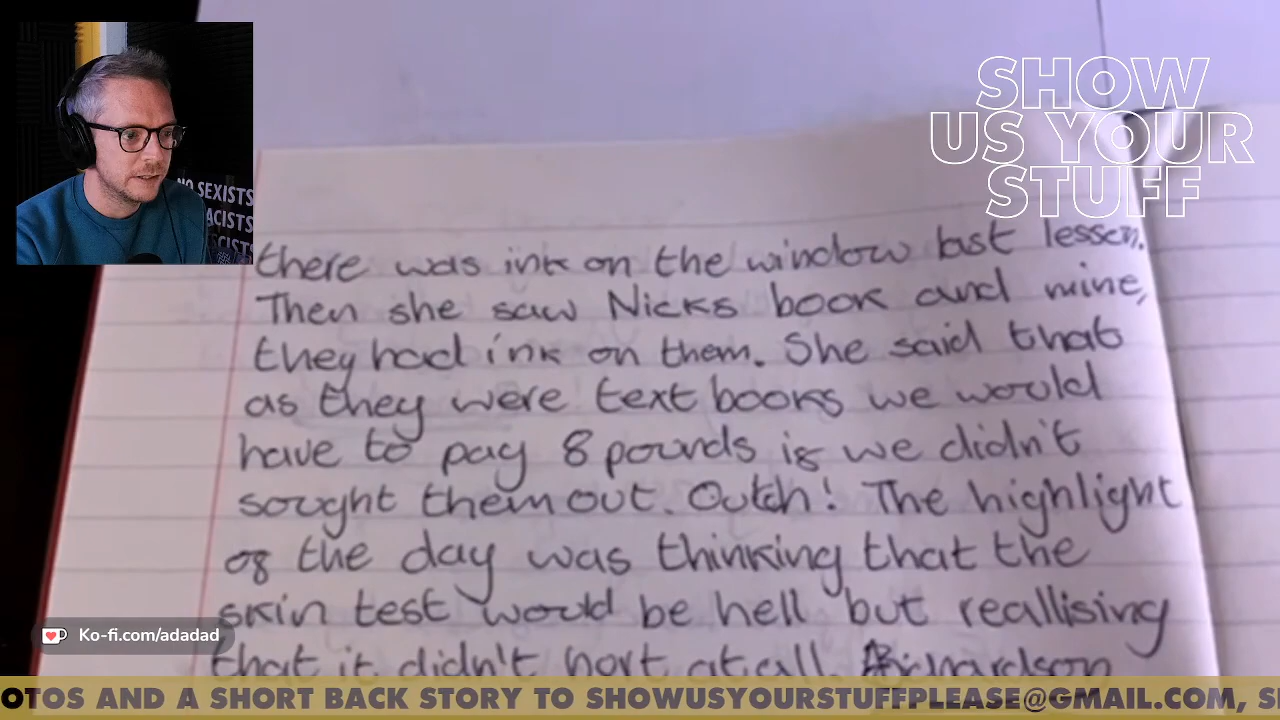 NO SEXISTS
SHOW
US YOUR
STUFF
there was ink on the window last lesson.
Then she saw Nicks book and mine,
they had ink on them. She said that
as they were text books we would
have to pay 8 pounds if we didn't
sought them out. Outch! The highlight
of the day was thinking that the
skin test would be hell but reallising
that it didn't hort at all. Richardson
Ko-fi.com/adadad
OTOS AND A SHORT BACK STORY TO SHOWUSYOURSTUFFPLEASE@GMAIL.COM,